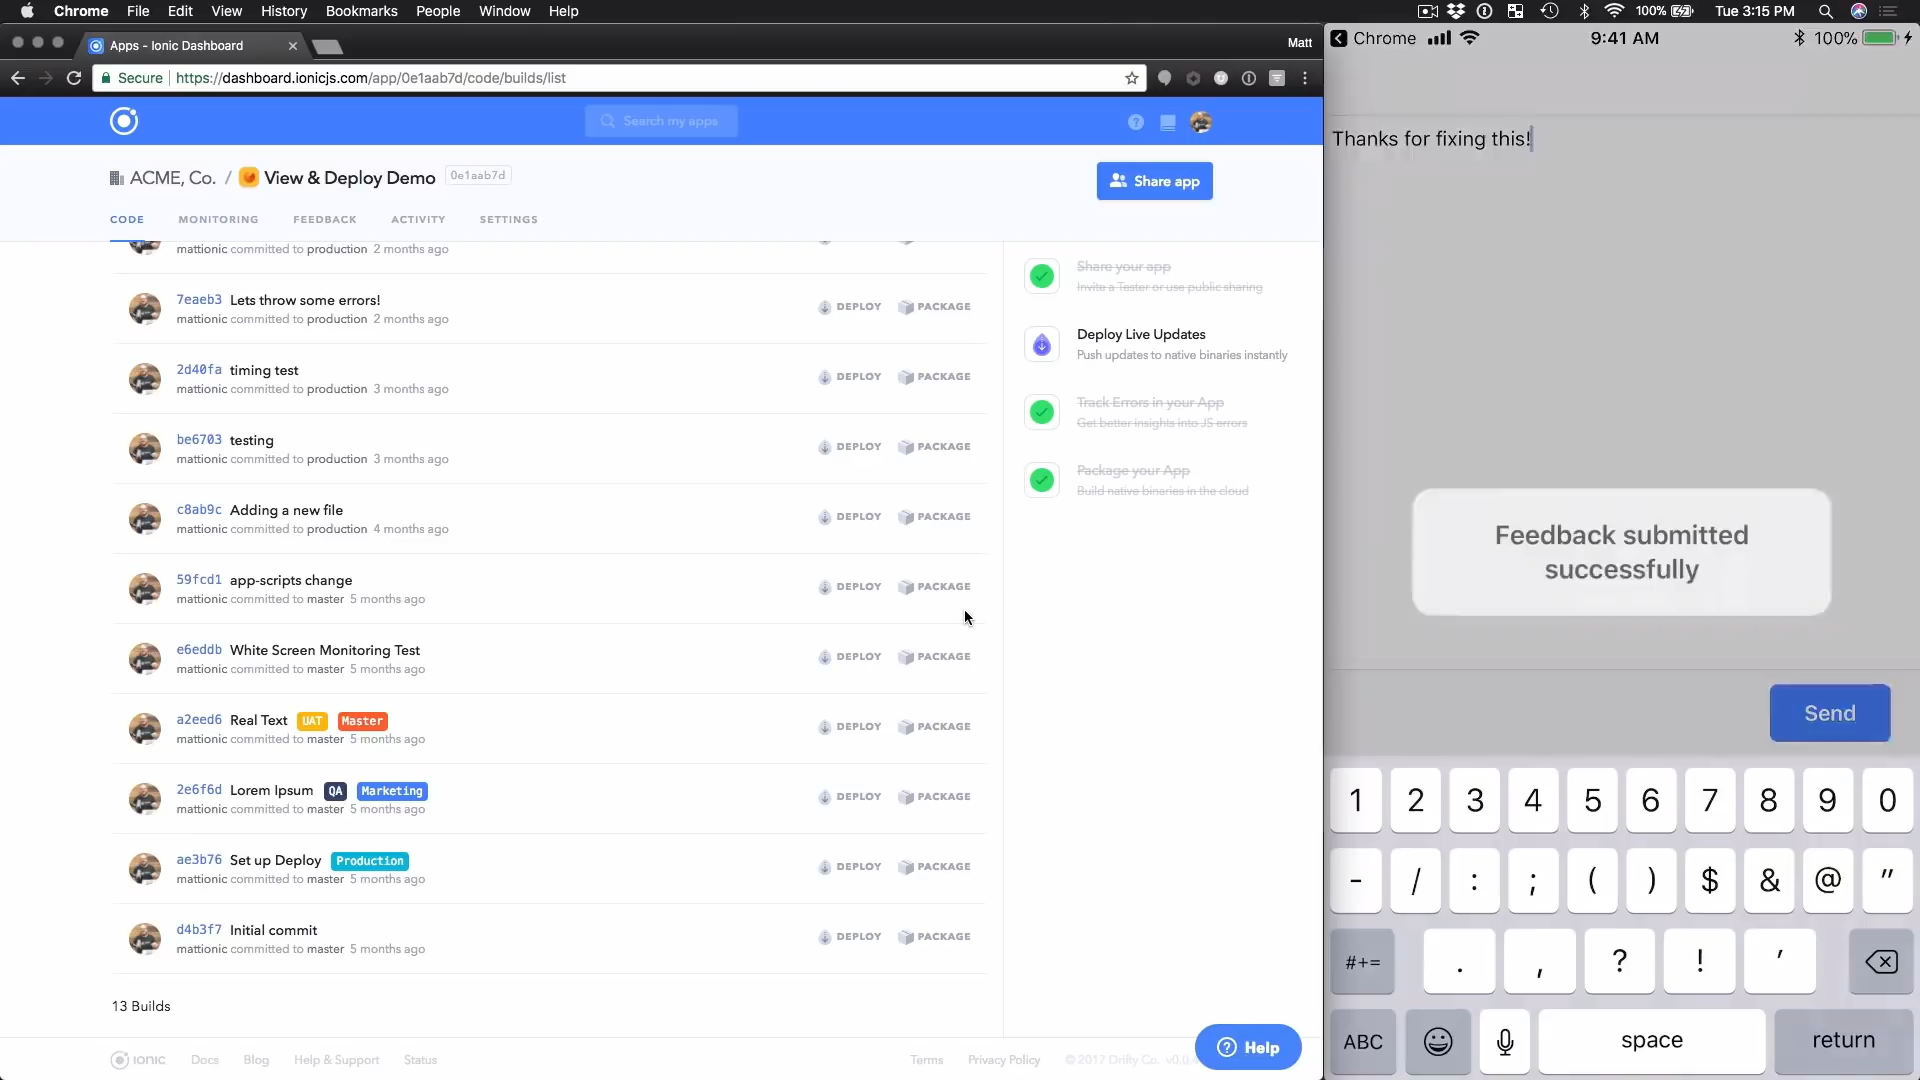 Chrome File Edit View History Bookmarks People Window Help
100% Tue 3:15 PM
Apps - Ionic Dashboard
Matt
Secure https://dashboard.ionicjs.com/app/0e1aab7d/code/builds/list
Search my apps
ACME, Co. / View & Deploy Demo 0e1aab7d
Share app
CODE MONITORING FEEDBACK ACTIVITY SETTINGS
mattionic committed to production 2 months ago
7eaeb3 Lets throw some errors!
mattionic committed to production 2 months ago
DEPLOY PACKAGE
2d40fa timing test
mattionic committed to production 3 months ago
DEPLOY PACKAGE
be6703 testing
mattionic committed to production 3 months ago
DEPLOY PACKAGE
c8ab9c Adding a new file
mattionic committed to production 4 months ago
DEPLOY PACKAGE
59fcd1 app-scripts change
mattionic committed to master 5 months ago
DEPLOY PACKAGE
e6eddb White Screen Monitoring Test
mattionic committed to master 5 months ago
DEPLOY PACKAGE
a2eed6 Real Text UAT Master
mattionic committed to master 5 months ago
DEPLOY PACKAGE
2e6f6d Lorem Ipsum QA Marketing
mattionic committed to master 5 months ago
DEPLOY PACKAGE
ae3b76 Set up Deploy Production
mattionic committed to master 5 months ago
DEPLOY PACKAGE
d4b3f7 Initial commit
mattionic committed to master 5 months ago
DEPLOY PACKAGE
13 Builds
Share your app
Invite a Tester or use public sharing
Deploy Live Updates
Push updates to native binaries instantly
Track Errors in your App
Get better insights into JS errors
Package your App
Build native binaries in the cloud
IONIC Docs Blog Help & Support Status
Terms Privacy Policy © 2017 Drifty Co.
Help
Chrome 9:41 AM 100%
Thanks for fixing this!
Feedback submitted
successfully
Send
1 2 3 4 5 6 7 8 9 0
- / : ; ( ) $ & @ "
#+= . , ? ! '
ABC space return